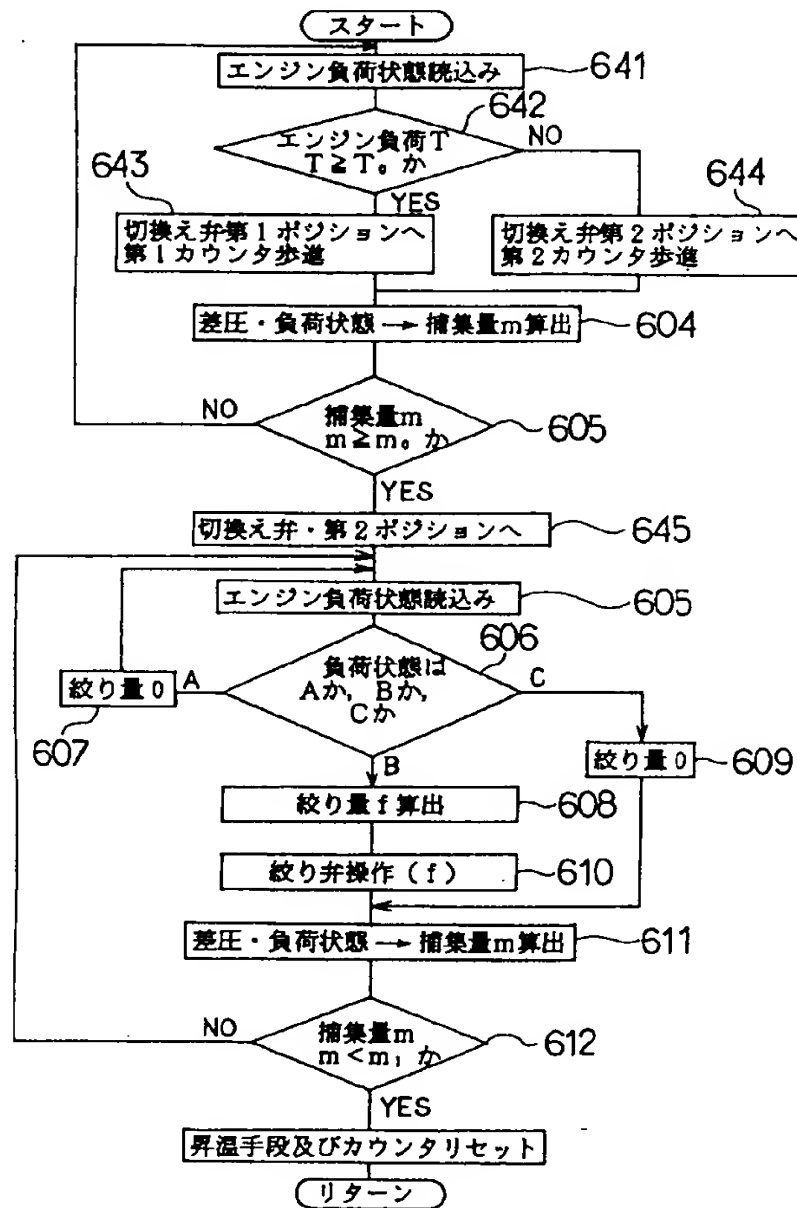 スタート
エンジン負荷状態読込み
641
642
エンジン負荷T
T≧T₀か
NO
YES
643
切換え弁第1ポジションへ
第1カウンタ歩進
644
切換え弁第2ポジションへ
第2カウンタ歩進
差圧・負荷状態→捕集量m算出
604
捕集量m
m≧m₀か
NO
605
YES
切換え弁・第2ポジションへ
645
エンジン負荷状態読込み
605
606
負荷状態は
Aか,Bか,
Cか
A
C
絞り量0
607
B
絞り量0
609
絞り量f算出
608
絞り弁操作(f)
610
差圧・負荷状態→捕集量m算出
611
捕集量m
m<m₁か
NO
612
YES
昇温手段及びカウンタリセット
リターン